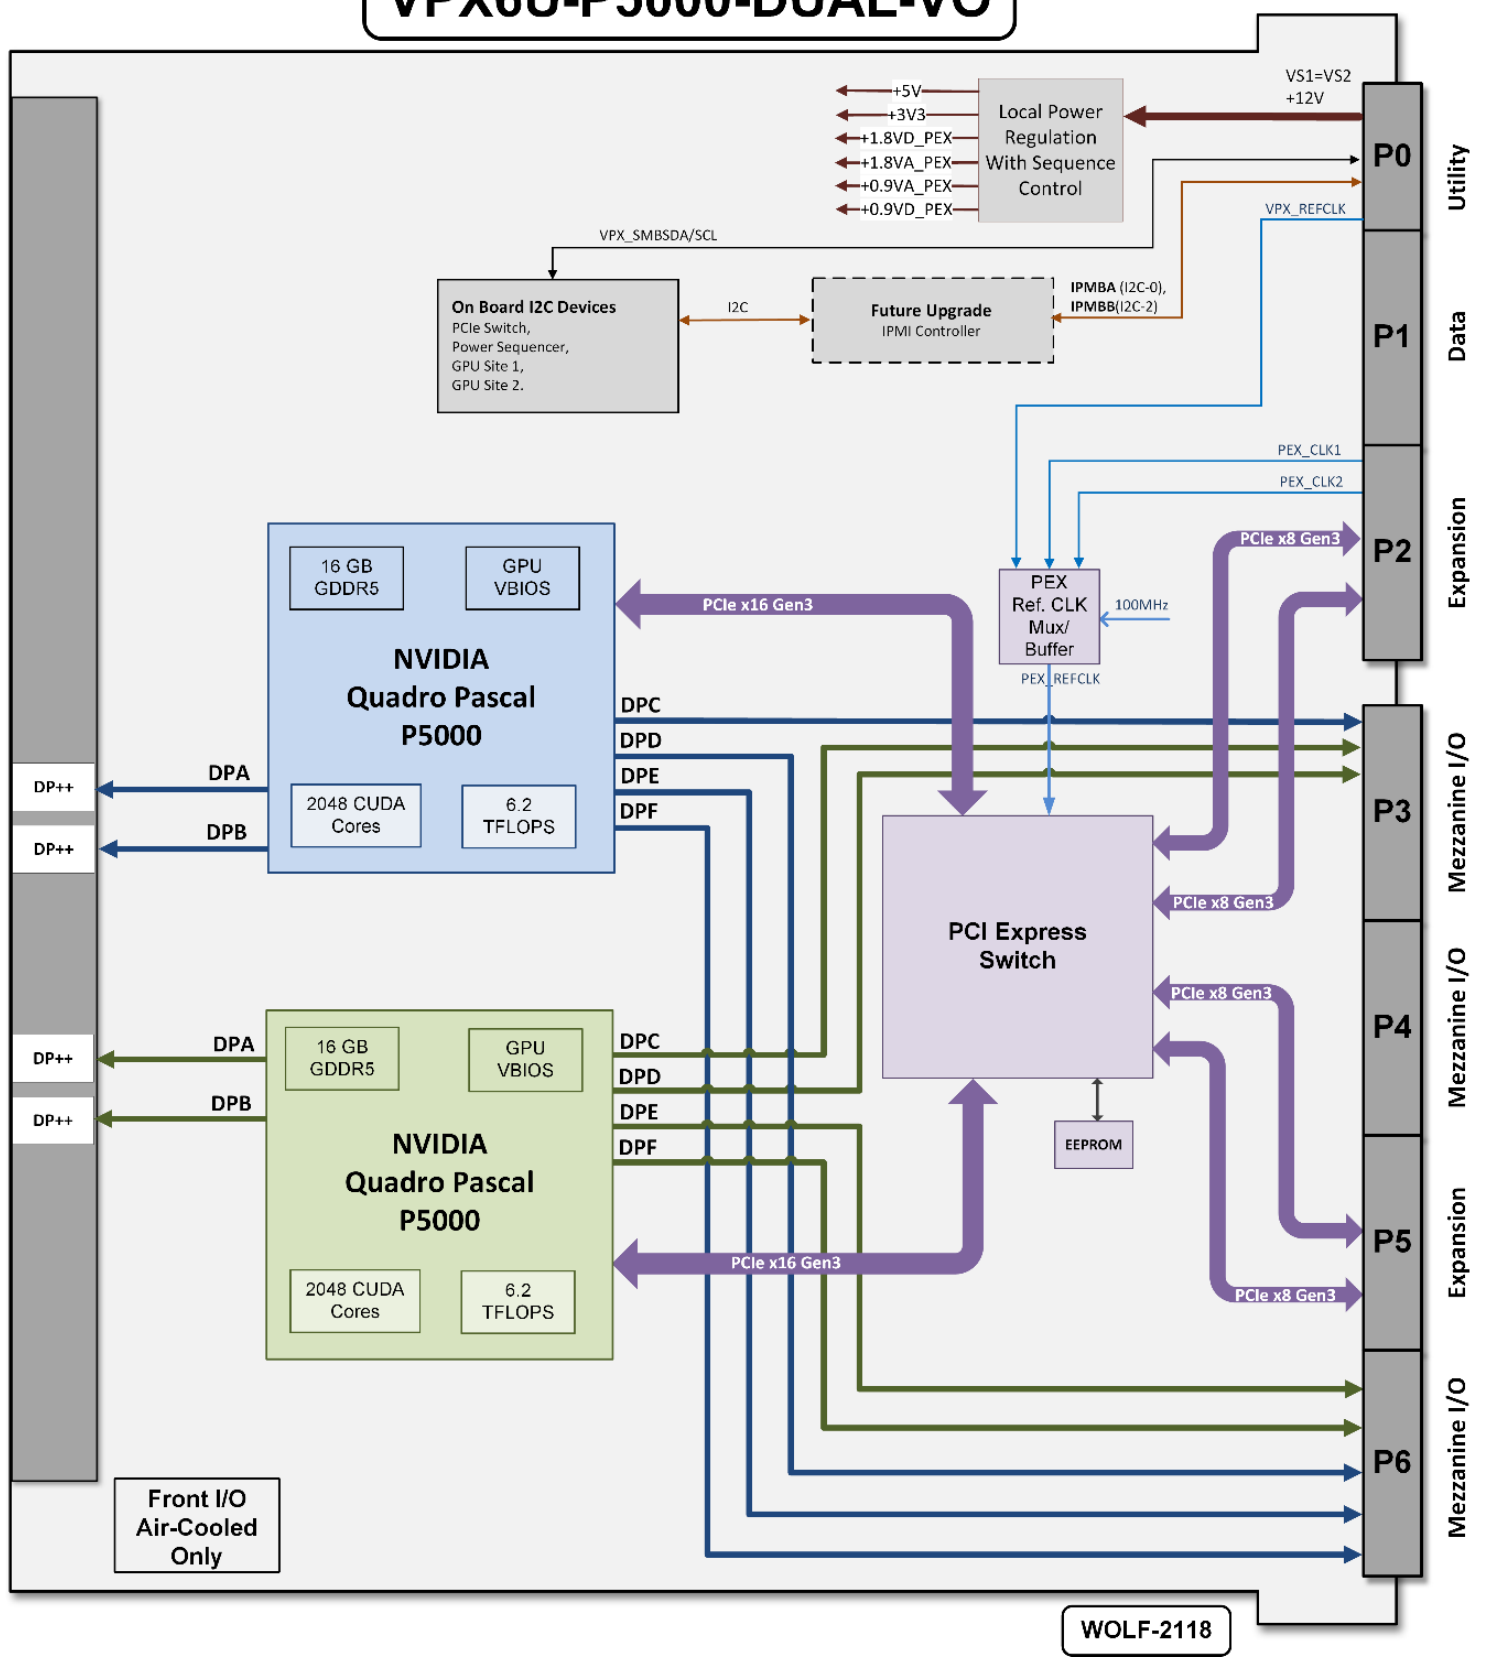 VPX6U-P5000-DUAL-VO
VS1=VS2
+12V
+5V
+3V3
+1.8VD_PEX
+1.8VA_PEX
+0.9VA_PEX
+0.9VD_PEX
Local Power
Regulation
With Sequence
Control
P0
Utility
VPX_REFCLK
VPX_SMBSDA/SCL
On Board I2C Devices
PCIe Switch,
Power Sequencer,
GPU Site 1,
GPU Site 2.
I2C
Future Upgrade
IPMI Controller
IPMBA (I2C-0),
IPMBB(I2C-2)
P1
Data
PEX_CLK1
PEX_CLK2
P2
Expansion
PCIe x8 Gen3
16 GB
GDDR5
GPU
VBIOS
NVIDIA
Quadro Pascal
P5000
2048 CUDA
Cores
6.2
TFLOPS
PCIe x16 Gen3
PEX
Ref. CLK
Mux/
Buffer
100MHz
PEX_REFCLK
DPC
DPD
DPE
DPF
DPA
DPB
DP++
DP++
P3
Mezzanine I/O
PCIe x8 Gen3
PCI Express
Switch
PCIe x8 Gen3
P4
Mezzanine I/O
EEPROM
DP++
DP++
DPA
DPB
16 GB
GDDR5
GPU
VBIOS
NVIDIA
Quadro Pascal
P5000
2048 CUDA
Cores
6.2
TFLOPS
DPC
DPD
DPE
DPF
PCIe x16 Gen3
PCIe x8 Gen3
P5
Expansion
P6
Mezzanine I/O
Front I/O
Air-Cooled
Only
WOLF-2118